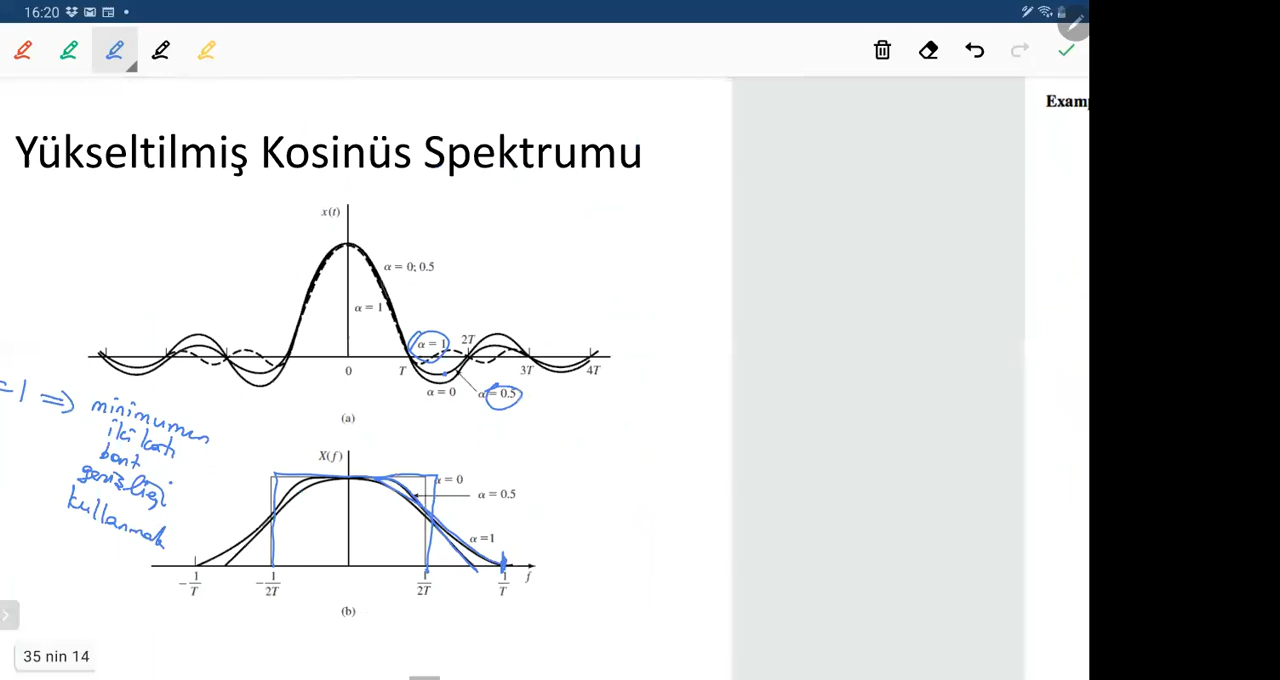 16:20
Examp
Yükseltilmiş Kosinüs Spektrumu
x(t)
α = 0; 0.5
α = 1
α = 1
2T
0
T
3T
4T
α = 0
α = 0.5
(a)
=1 ⇒ minimumun
iki katı
bant
genişliği
kullanmak
X(f)
α = 0
α = 0.5
α = 1
−1/T
−1/2T
1/2T
1/T
f
(b)
35 nin 14